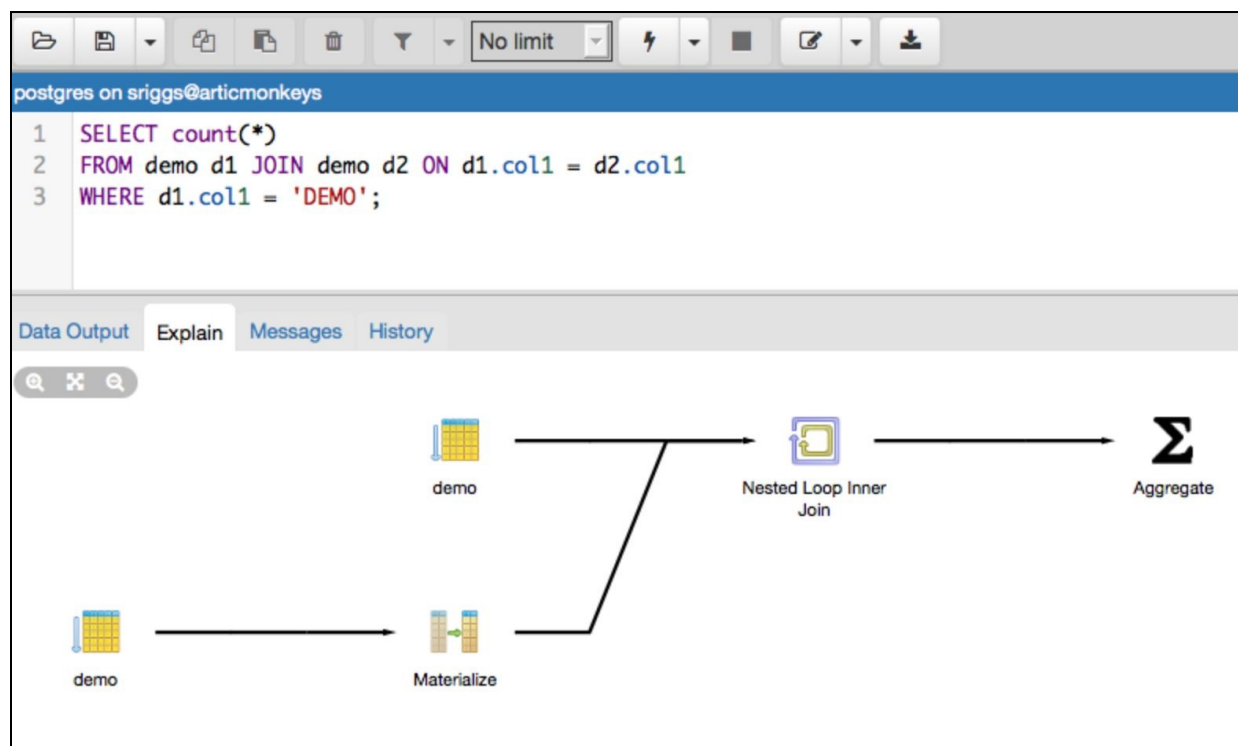 No limit
postgres on sriggs@articmonkeys
1 SELECT count(*)
2 FROM demo d1 JOIN demo d2 ON d1.col1 = d2.col1
3 WHERE d1.col1 = 'DEMO';
Data Output Explain Messages History
demo
Nested Loop Inner
Join
Aggregate
demo
Materialize